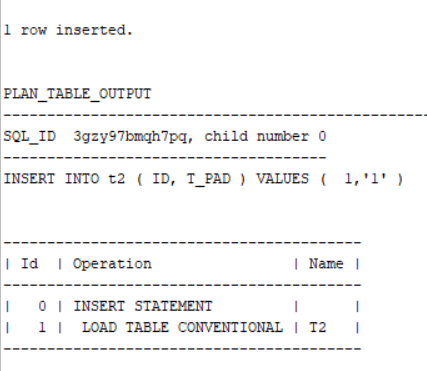 1 row inserted.
PLAN_TABLE_OUTPUT
--------------------------------------------------
SQL_ID  3gzy97bmqh7pq, child number 0
-------------------------------------
INSERT INTO t2 ( ID, T_PAD ) VALUES (  1,'1' )
-----------------------------------------
| Id  | Operation                | Name |
-----------------------------------------
|   0 | INSERT STATEMENT         |      |
|   1 |  LOAD TABLE CONVENTIONAL | T2   |
-----------------------------------------